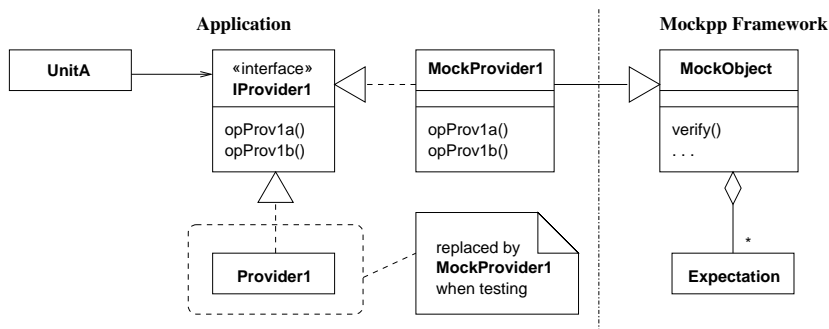 Application
Mockpp Framework
UnitA
«interface»
IProvider1
opProv1a()
opProv1b()
MockProvider1
opProv1a()
opProv1b()
MockObject
verify()
. . .
Provider1
replaced by
MockProvider1
when testing
*
Expectation